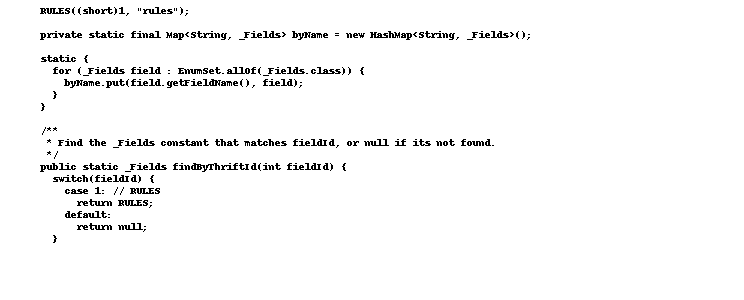 RULES((short)1, "rules");
private static final Map<String, _Fields> byName = new HashMap<String, _Fields>();
static {
for (_Fields field : EnumSet.allOf(_Fields.class)) {
byName.put(field.getFieldName(), field);
}
}
/**
* Find the _Fields constant that matches fieldId, or null if its not found.
*/
public static _Fields findByThriftId(int fieldId) {
switch(fieldId) {
case 1: // RULES
return RULES;
default:
return null;
}